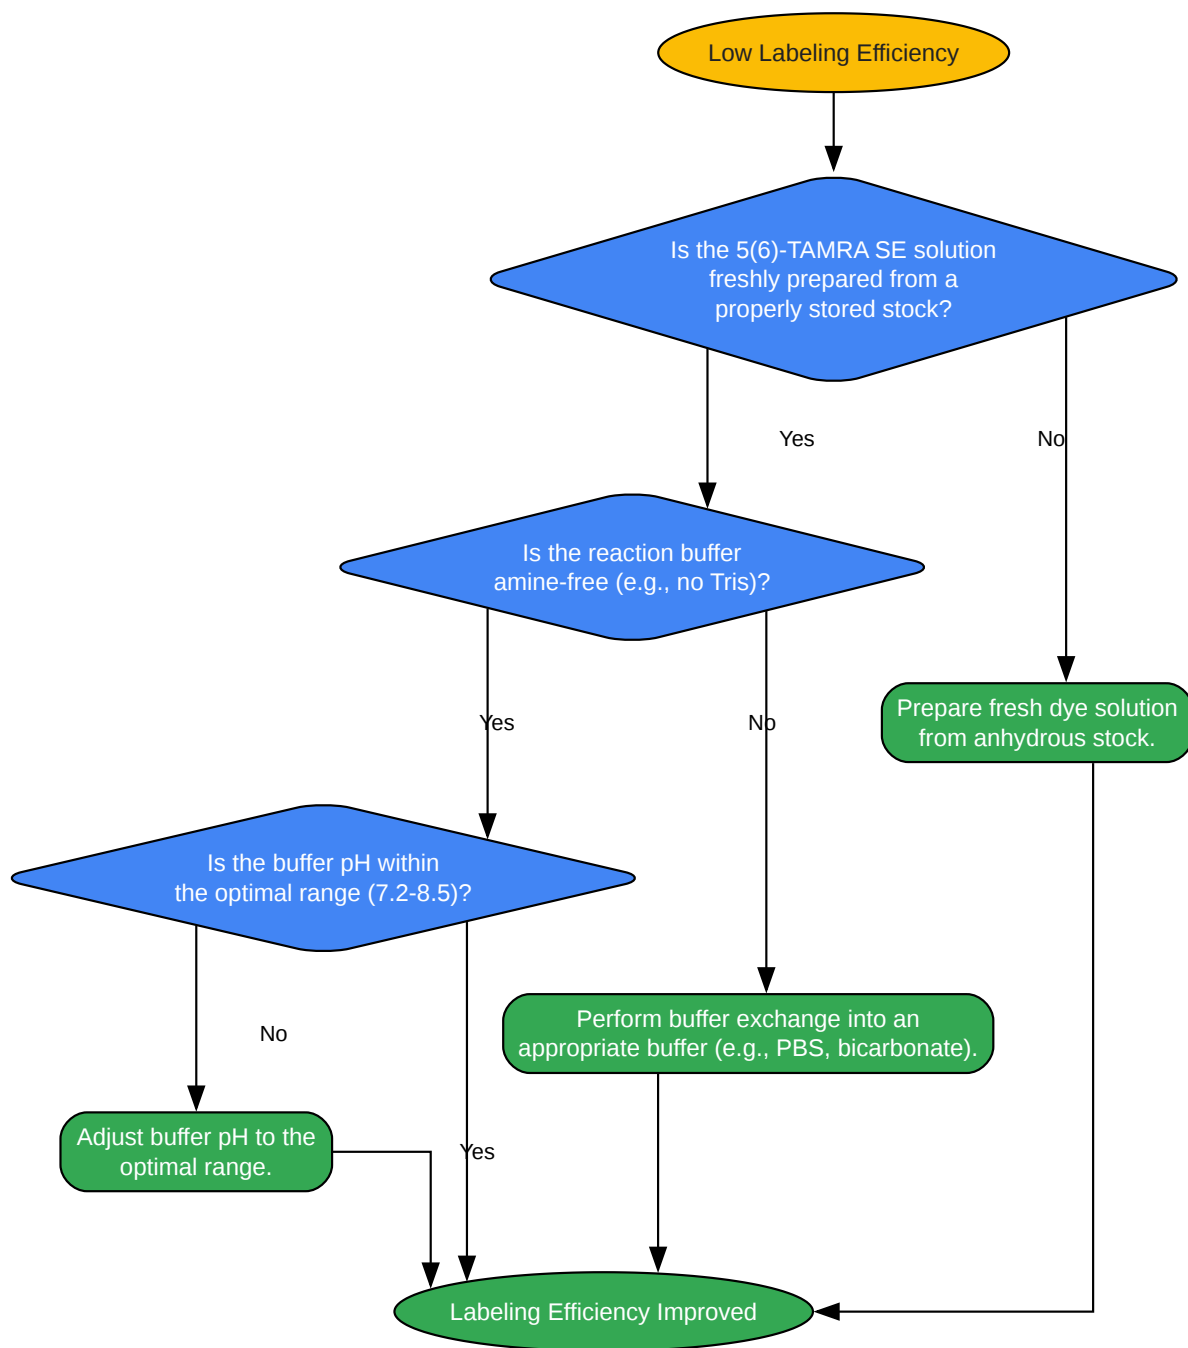 Low Labeling Efficiency
Is the 5(6)-TAMRA SE solution
freshly prepared from a
properly stored stock?
Yes
No
Is the reaction buffer
amine-free (e.g., no Tris)?
Yes
No
Prepare fresh dye solution
from anhydrous stock.
Is the buffer pH within
the optimal range (7.2-8.5)?
No
Perform buffer exchange into an
appropriate buffer (e.g., PBS, bicarbonate).
Adjust buffer pH to the
optimal range.
Yes
Labeling Efficiency Improved